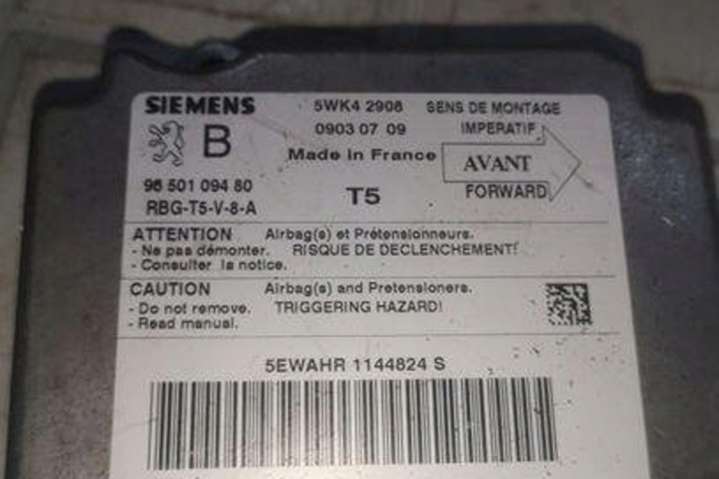 SIEMENS 5WK4 2908 SENS DE MONTAGE
B 0903 07 09 IMPERATIF
Made in France AVANT
96 501 094 80 T5 FORWARD
RBG-T5-V-8-A
ATTENTION Airbag(s) et Prétensionneurs.
- Ne pas démonter. RISQUE DE DECLENCHEMENT!
- Consulter la notice.
CAUTION Airbag(s) and Pretensioners.
- Do not remove. TRIGGERING HAZARD!
- Read manual.
5EWAHR 1144824 S